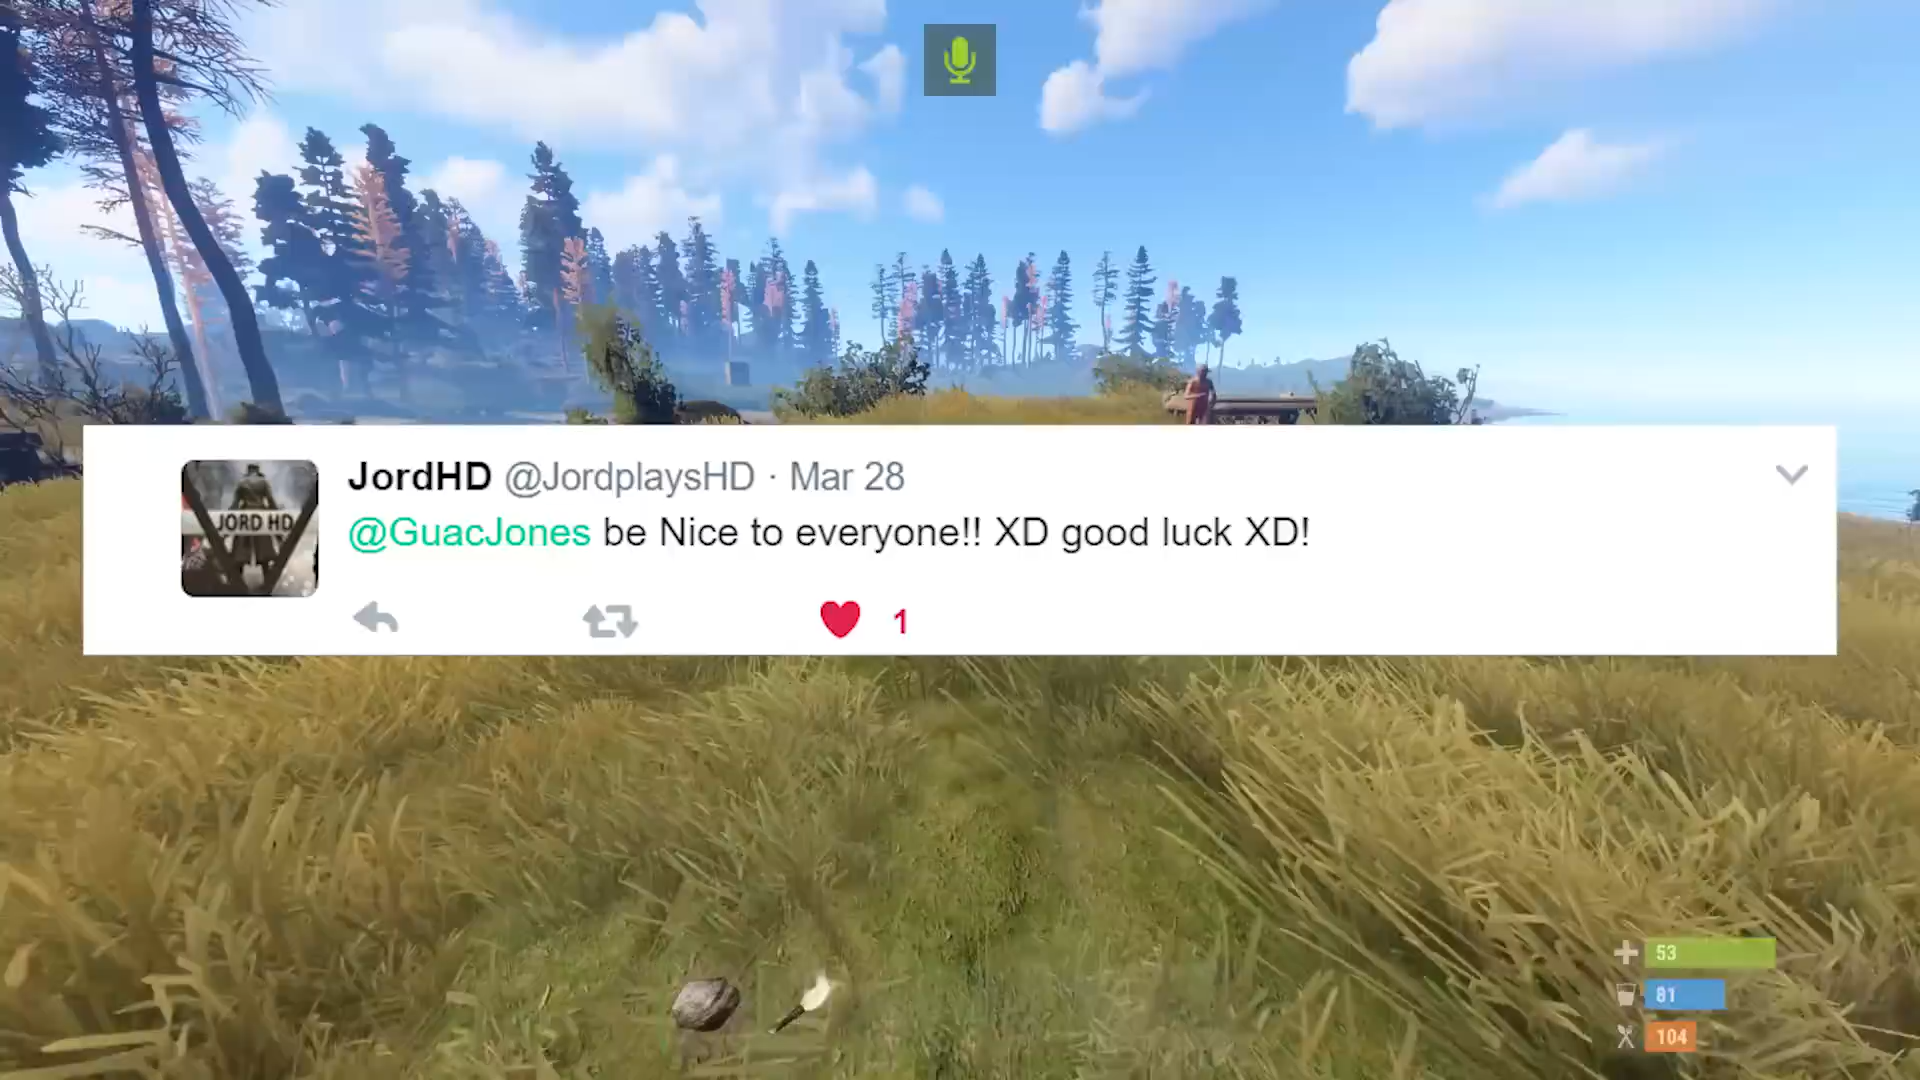 JordHD @JordplaysHD · Mar 28
JORD HD
@GuacJones be Nice to everyone!! XD good luck XD!
1
53
81
104